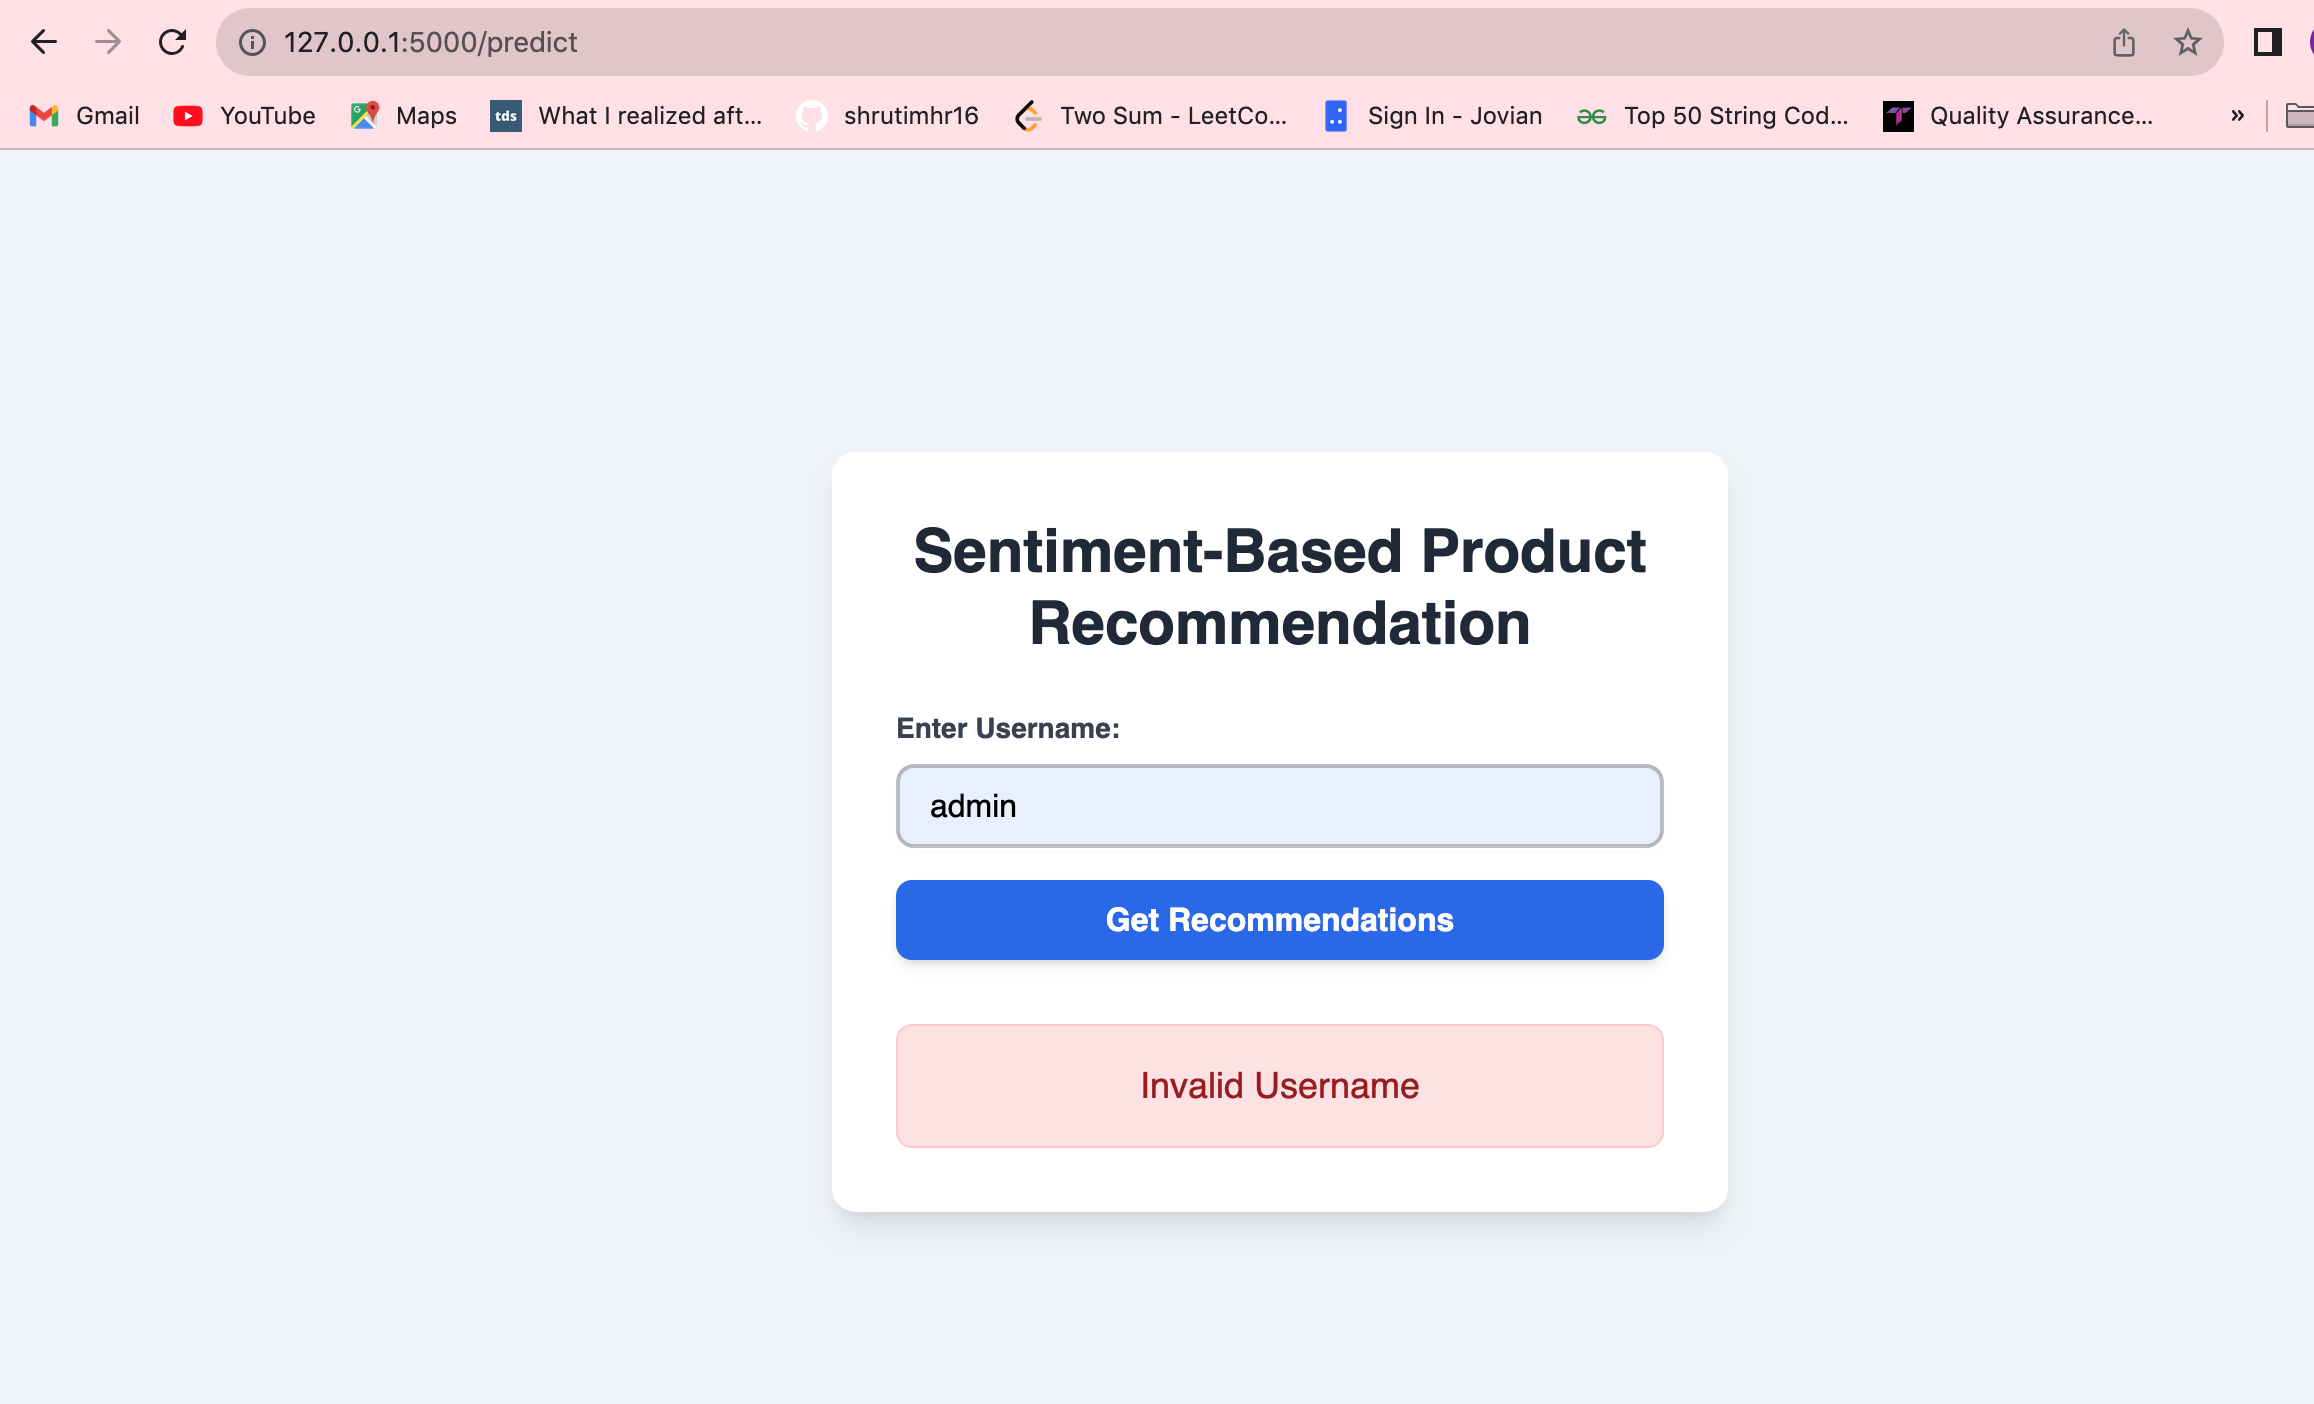 127.0.0.1:5000/predict
Gmail YouTube Maps tds What I realized aft... shrutimhr16 Two Sum - LeetCo... Sign In - Jovian Top 50 String Cod... Quality Assurance... »
Sentiment-Based Product
Recommendation
Enter Username:
admin
Get Recommendations
Invalid Username